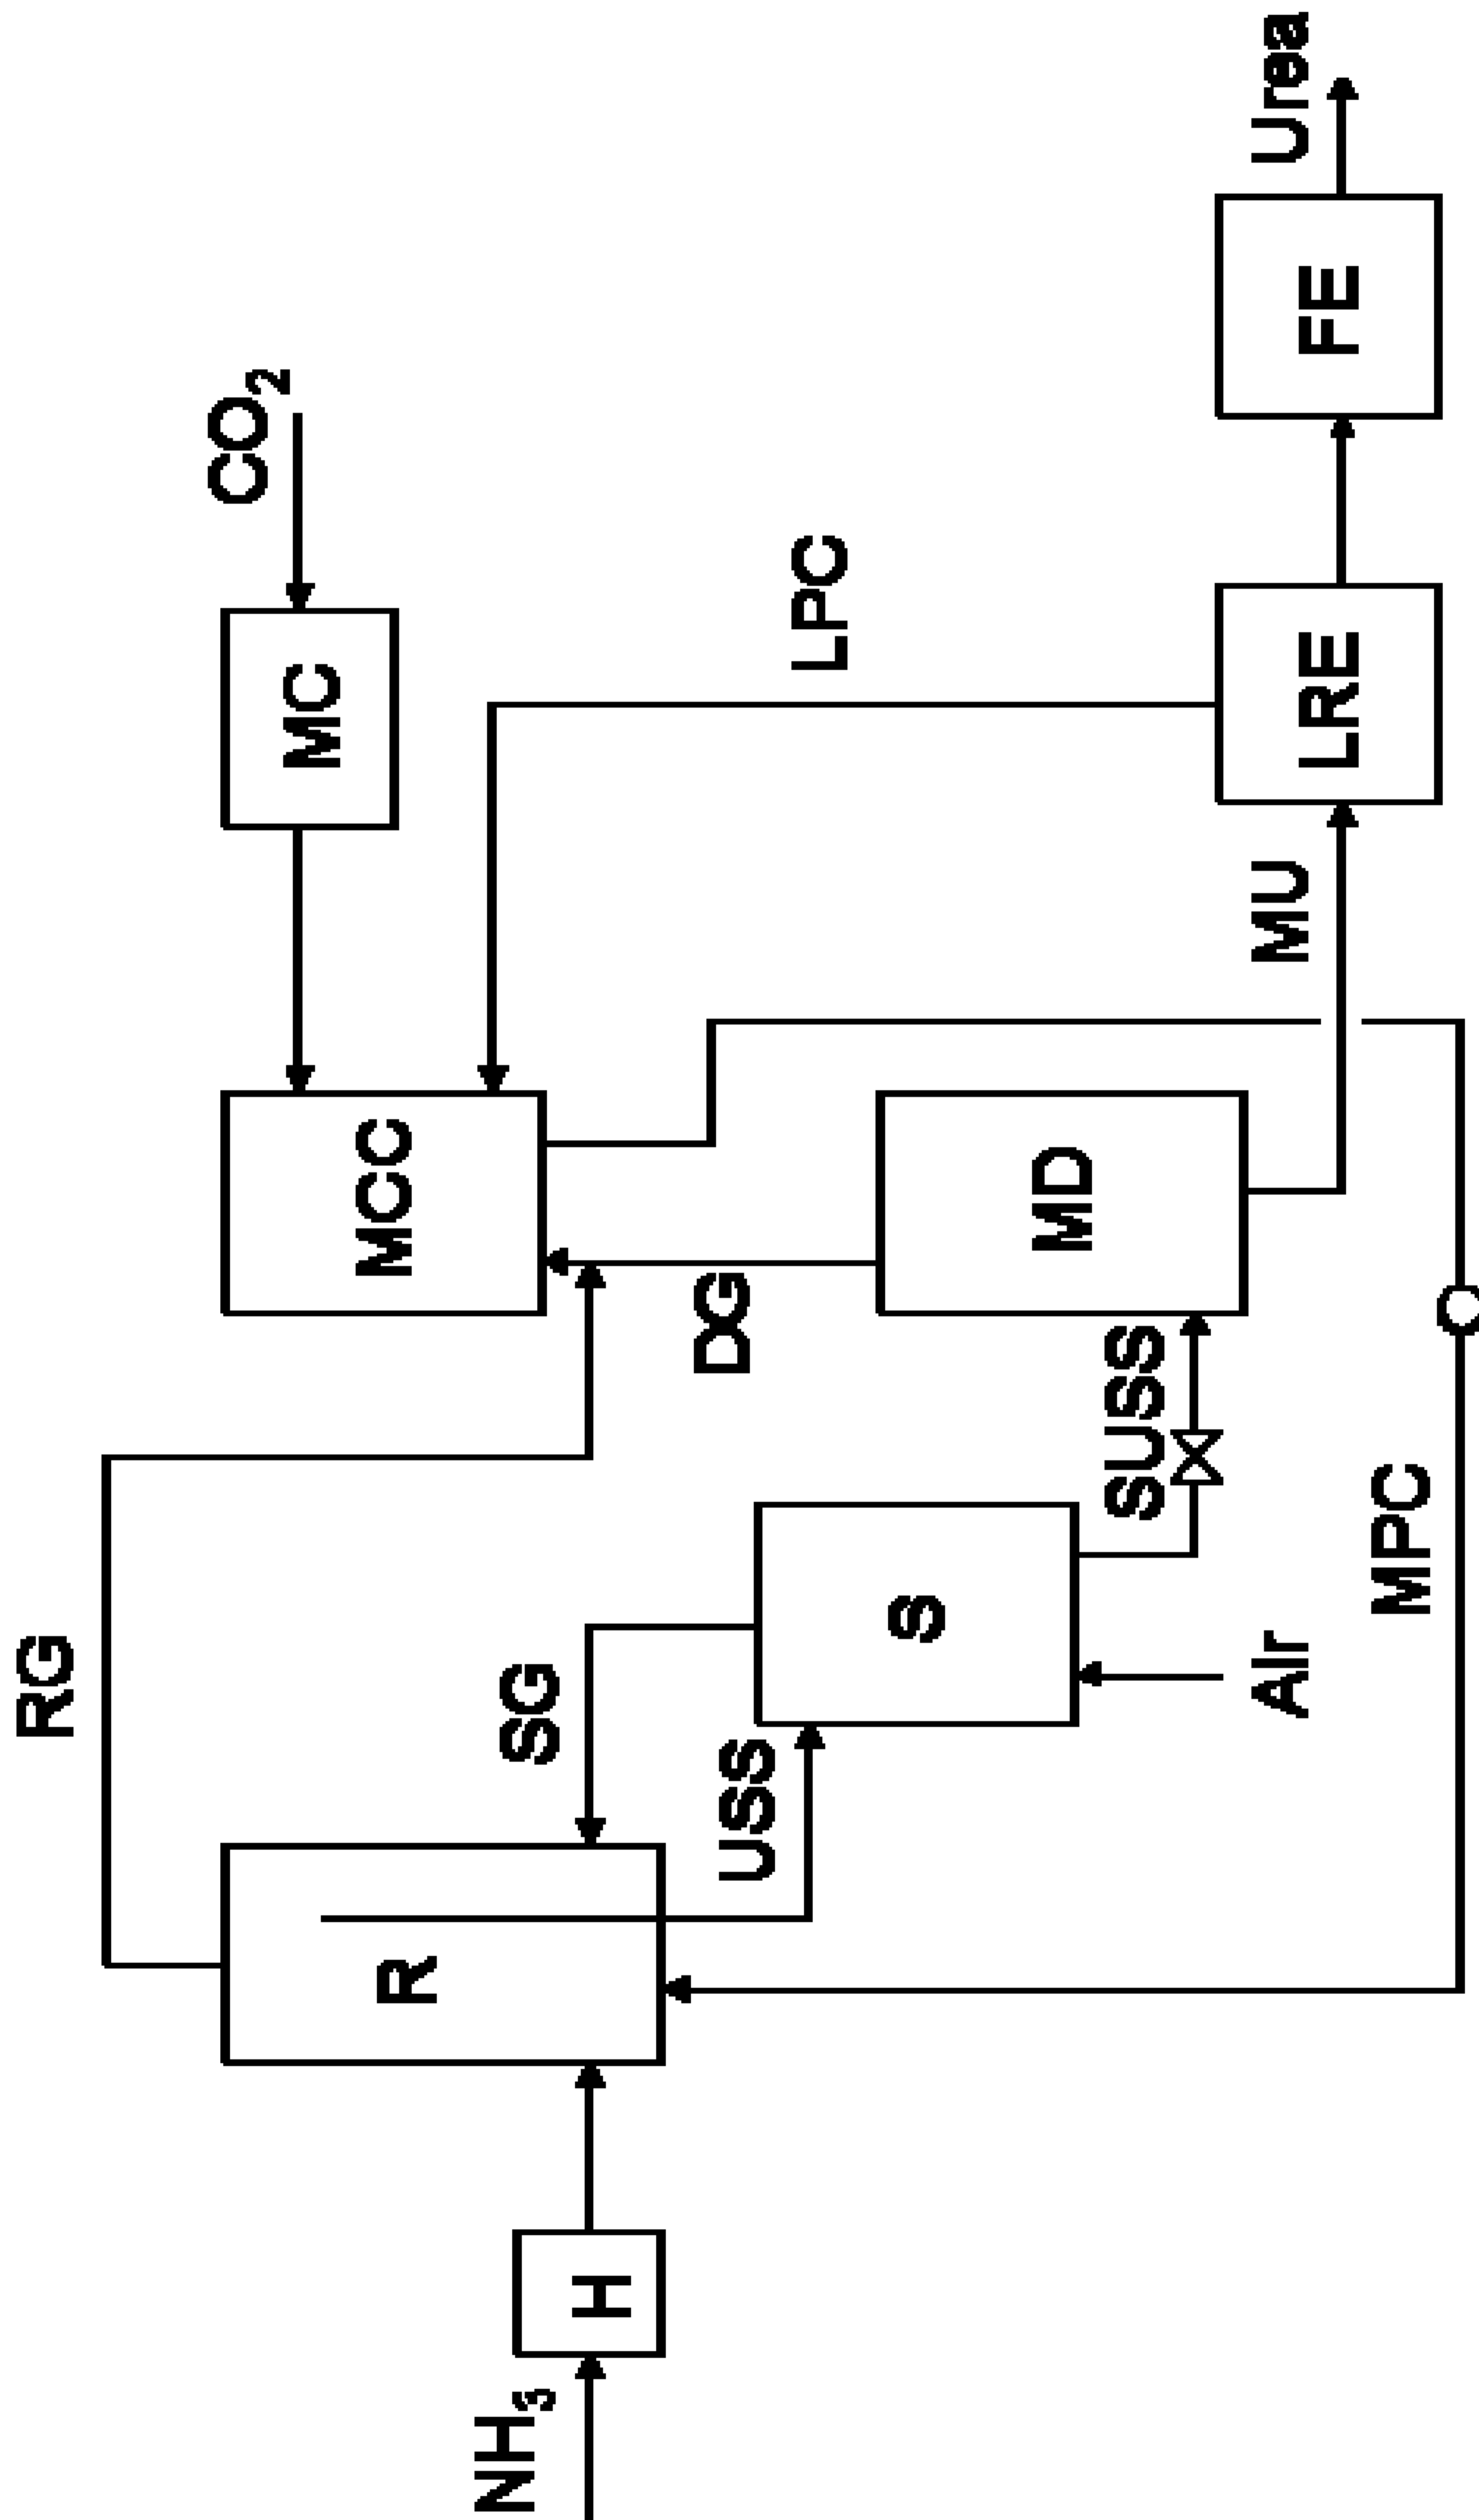 RG
CO2
MC
MCC
LPC
SG
R
DG
USS
S
NH3
H
MD
SUSS
MU
Urea
FE
LRE
Air
MPC